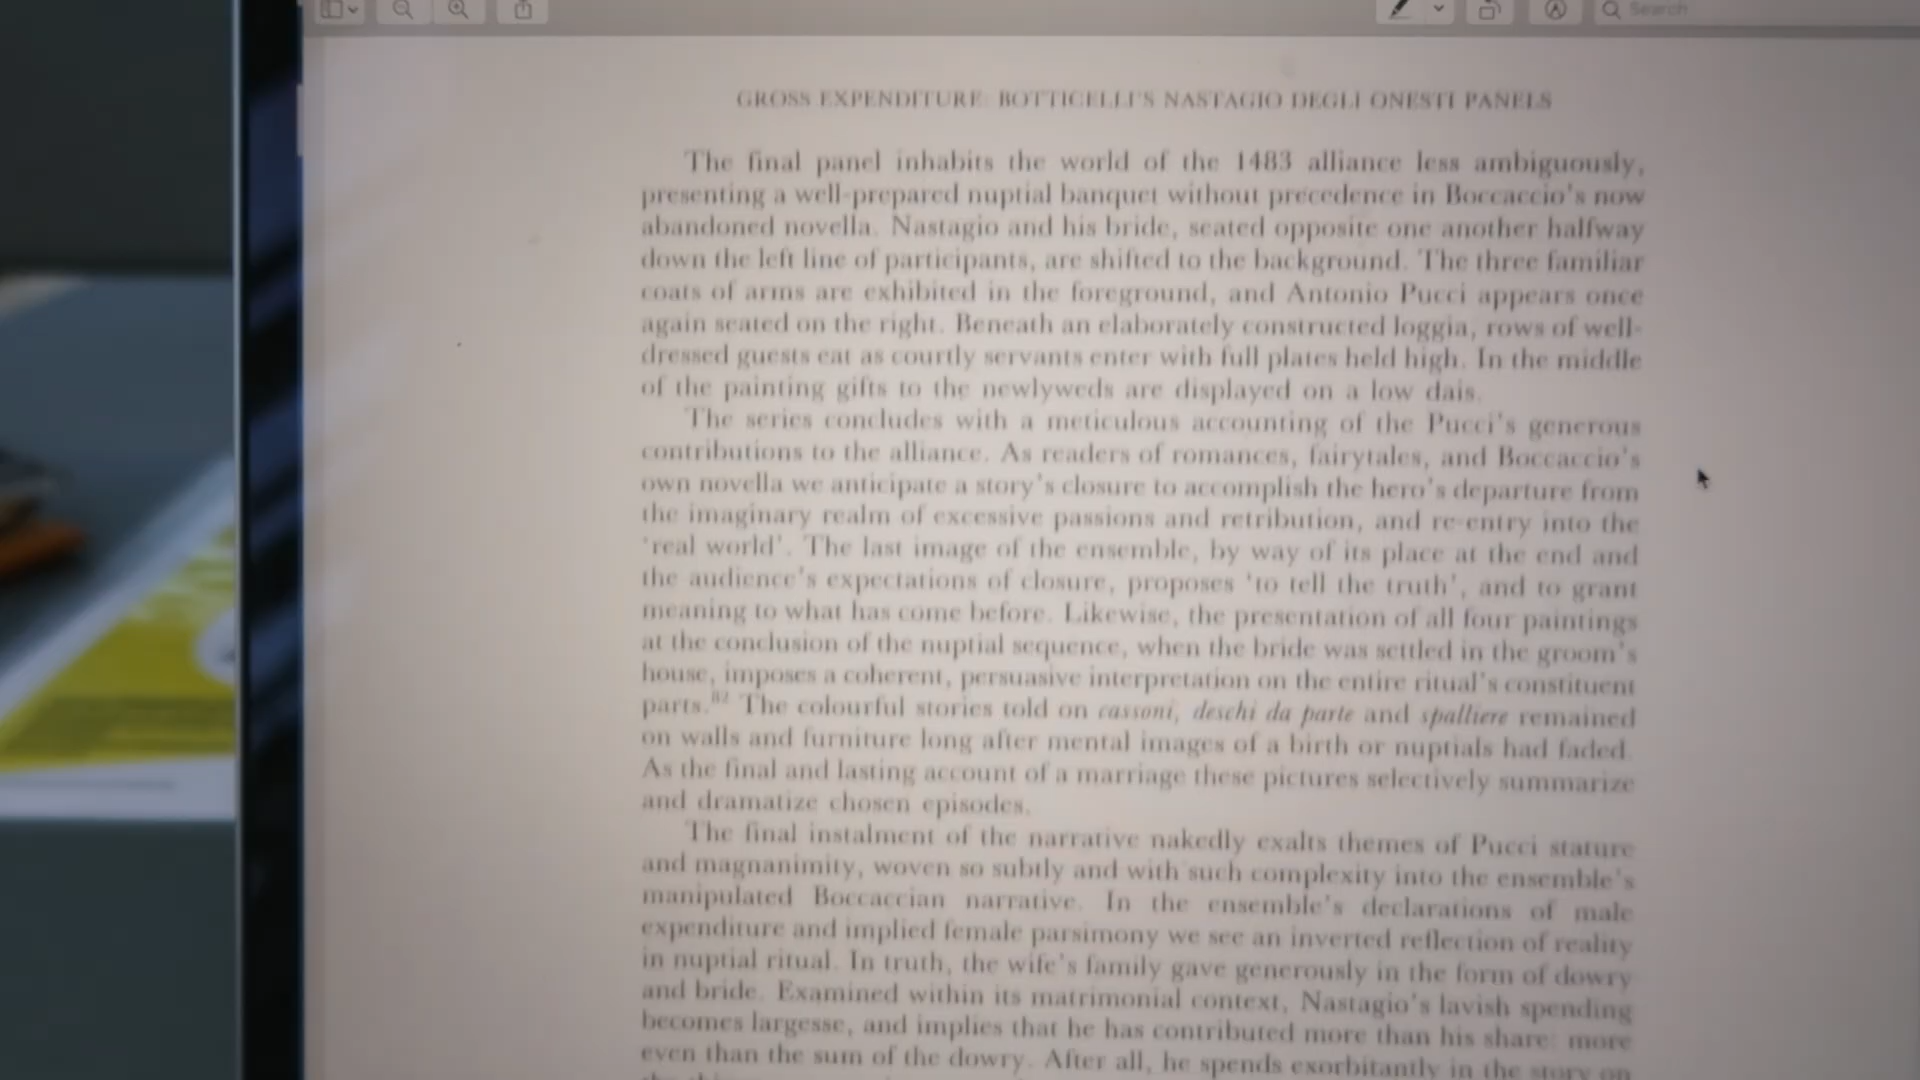 Search
GROSS EXPENDITURE: BOTTICELLI'S NASTAGIO DEGLI ONESTI PANELS
The final panel inhabits the world of the 1483 alliance less ambiguously,
presenting a well-prepared nuptial banquet without precedence in Boccaccio's now
abandoned novella. Nastagio and his bride, seated opposite one another halfway
down the left line of participants, are shifted to the background. The three familiar
coats of arms are exhibited in the foreground, and Antonio Pucci appears once
again seated on the right. Beneath an elaborately constructed loggia, rows of well-
dressed guests eat as courtly servants enter with full plates held high. In the middle
of the painting gifts to the newlyweds are displayed on a low dais.
The series concludes with a meticulous accounting of the Pucci's generous
contributions to the alliance. As readers of romances, fairytales, and Boccaccio's
own novella we anticipate a story's closure to accomplish the hero's departure from
the imaginary realm of excessive passions and retribution, and re-entry into the
'real world'. The last image of the ensemble, by way of its place at the end and
the audience's expectations of closure, proposes 'to tell the truth', and to grant
meaning to what has come before. Likewise, the presentation of all four paintings
at the conclusion of the nuptial sequence, when the bride was settled in the groom's
house, imposes a coherent, persuasive interpretation on the entire ritual's constituent
parts.82 The colourful stories told on cassoni, deschi da parte and spalliere remained
on walls and furniture long after mental images of a birth or nuptials had faded.
As the final and lasting account of a marriage these pictures selectively summarize
and dramatize chosen episodes.
The final instalment of the narrative nakedly exalts themes of Pucci stature
and magnanimity, woven so subtly and with such complexity into the ensemble's
manipulated Boccaccian narrative. In the ensemble's declarations of male
expenditure and implied female parsimony we see an inverted reflection of reality
in nuptial ritual. In truth, the wife's family gave generously in the form of dowry
and bride. Examined within its matrimonial context, Nastagio's lavish spending
becomes largesse, and implies that he has contributed more than his share: more
even than the sum of the dowry. After all, he spends exorbitantly in the story on